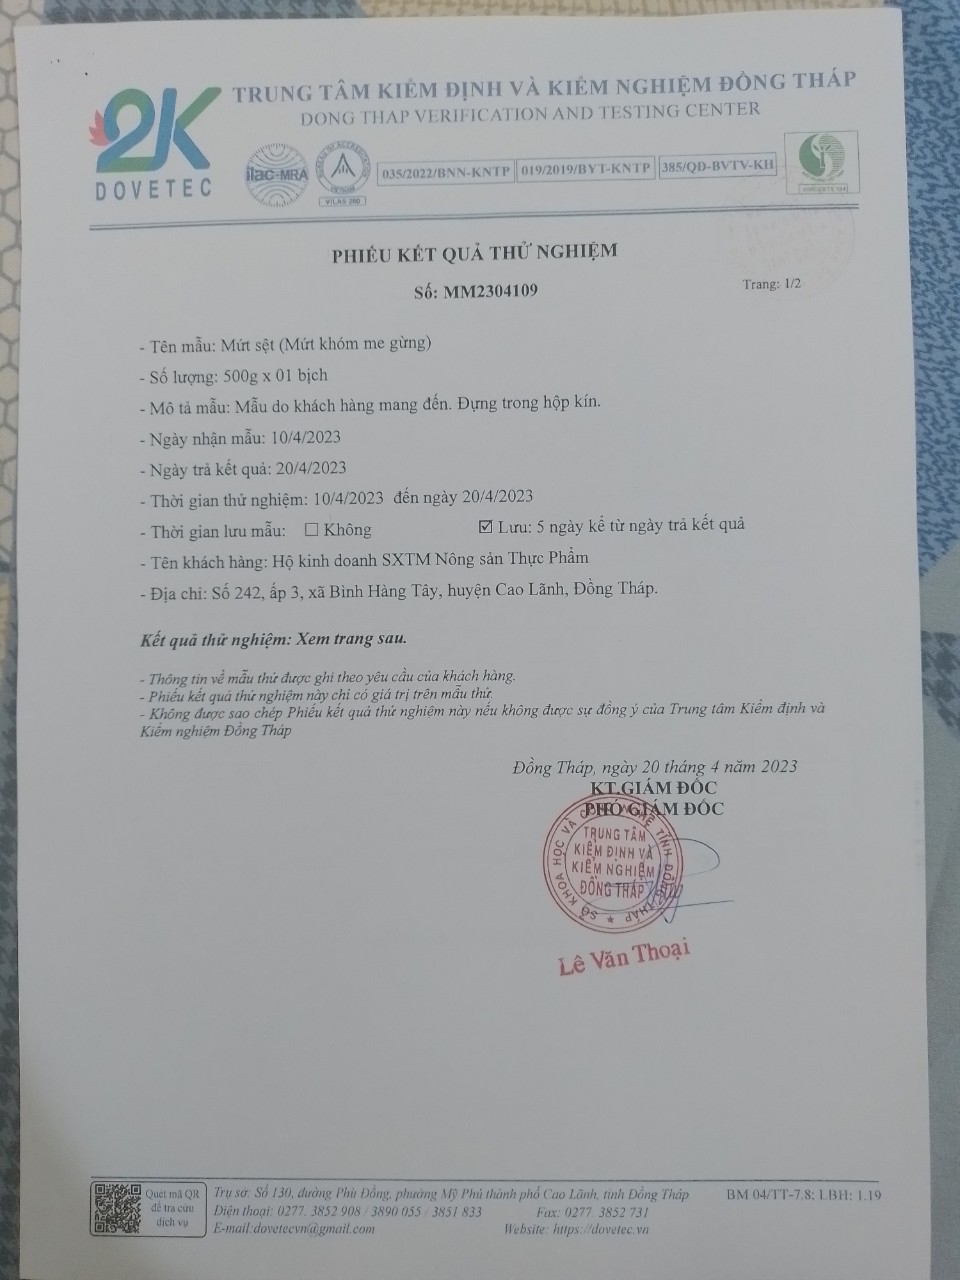 2K
DOVETEC
TRUNG TÂM KIỂM ĐỊNH VÀ KIỂM NGHIỆM ĐỒNG THÁP
DONG THAP VERIFICATION AND TESTING CENTER
ilac-MRA
VILAS 260
035/2022/BNN-KNTP 019/2019/BYT-KNTP 385/QĐ-BVTV-KH
PHIẾU KẾT QUẢ THỬ NGHIỆM
Số: MM2304109
Trang: 1/2
- Tên mẫu: Mứt sệt (Mứt khóm me gừng)
- Số lượng: 500g x 01 bịch
- Mô tả mẫu: Mẫu do khách hàng mang đến. Đựng trong hộp kín.
- Ngày nhận mẫu: 10/4/2023
- Ngày trả kết quả: 20/4/2023
- Thời gian thử nghiệm: 10/4/2023 đến ngày 20/4/2023
- Thời gian lưu mẫu: ☐ Không ☑ Lưu: 5 ngày kể từ ngày trả kết quả
- Tên khách hàng: Hộ kinh doanh SXTM Nông sản Thực Phẩm
- Địa chỉ: Số 242, ấp 3, xã Bình Hàng Tây, huyện Cao Lãnh, Đồng Tháp.
Kết quả thử nghiệm: Xem trang sau.
- Thông tin về mẫu thử được ghi theo yêu cầu của khách hàng.
- Phiếu kết quả thử nghiệm này chỉ có giá trị trên mẫu thử.
- Không được sao chép Phiếu kết quả thử nghiệm này nếu không được sự đồng ý của Trung tâm Kiểm định và
Kiểm nghiệm Đồng Tháp
Đồng Tháp, ngày 20 tháng 4 năm 2023
KT.GIÁM ĐỐC
PHÓ GIÁM ĐỐC
SỞ KHOA HỌC VÀ CÔNG NGHỆ TỈNH ĐỒNG THÁP
TRUNG TÂM
KIỂM ĐỊNH VÀ
KIỂM NGHIỆM
ĐỒNG THÁP
Lê Văn Thoại
Quét mã QR
để tra cứu
dịch vụ
Trụ sở: Số 130, đường Phù Đổng, phường Mỹ Phú thành phố Cao Lãnh, tỉnh Đồng Tháp
Điện thoại: 0277. 3852 908 / 3890 055 / 3851 833 Fax: 0277. 3852 731
E-mail:dovetecvn@gmail.com Website: https://dovetec.vn
BM 04/TT-7.8; LBH: 1.19